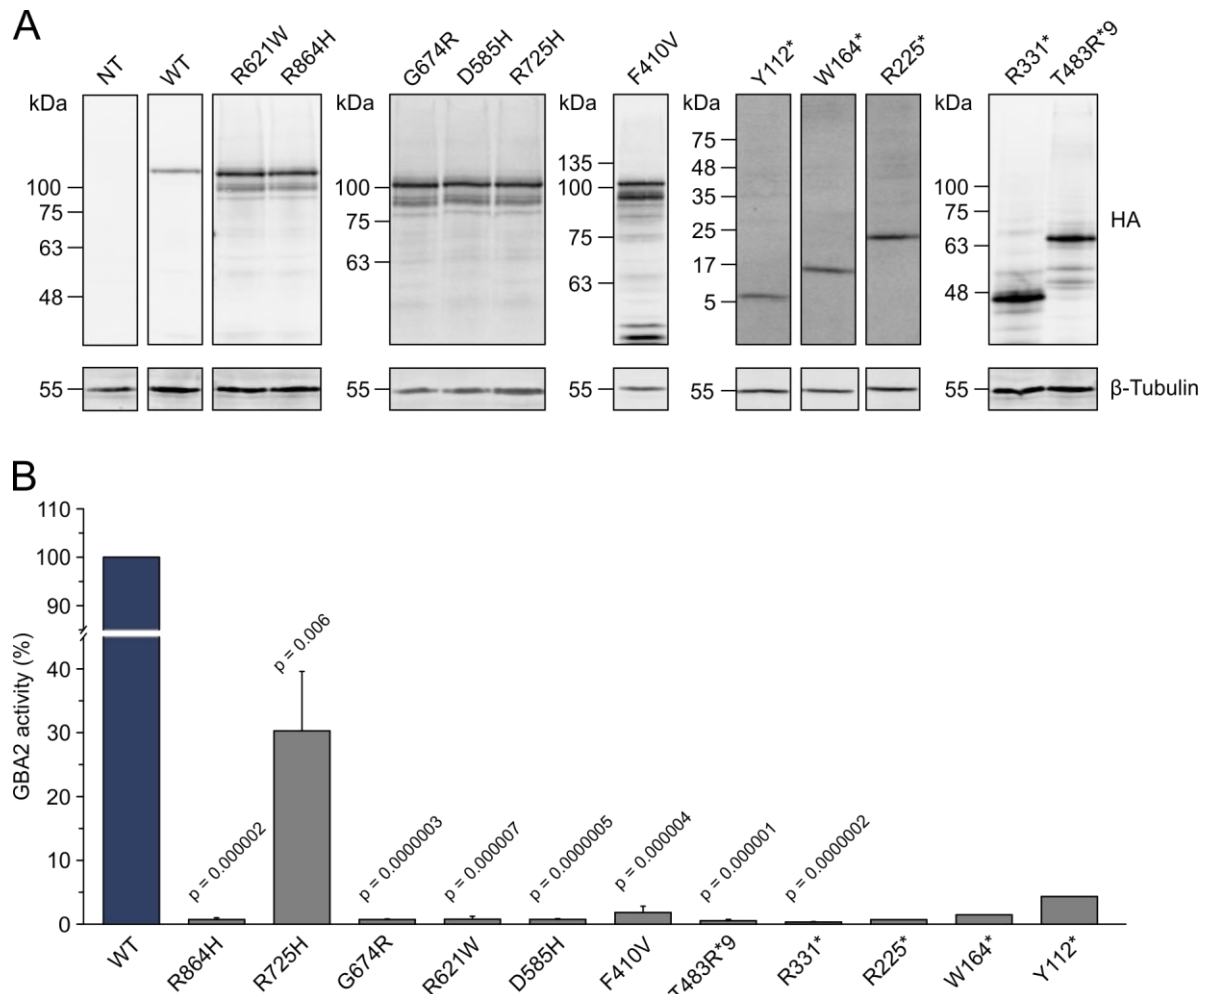 A
NT
WT
R621W
R864H
G674R
D585H
R725H
F410V
Y112*
W164*
R225*
R331*
T483R*9
kDa
100
75
63
48
kDa
100
75
63
kDa
135
100
75
63
kDa
75
48
35
25
17
5
kDa
100
75
63
48
HA
55
55
55
55
55
β-Tubulin
B
GBA2 activity (%)
110
100
90
40
30
20
10
0
p = 0.000002
p = 0.006
p = 0.0000003
p = 0.000007
p = 0.0000005
p = 0.000004
p = 0.000001
p = 0.0000002
WT
R864H
R725H
G674R
R621W
D585H
F410V
T483R*9
R331*
R225*
W164*
Y112*